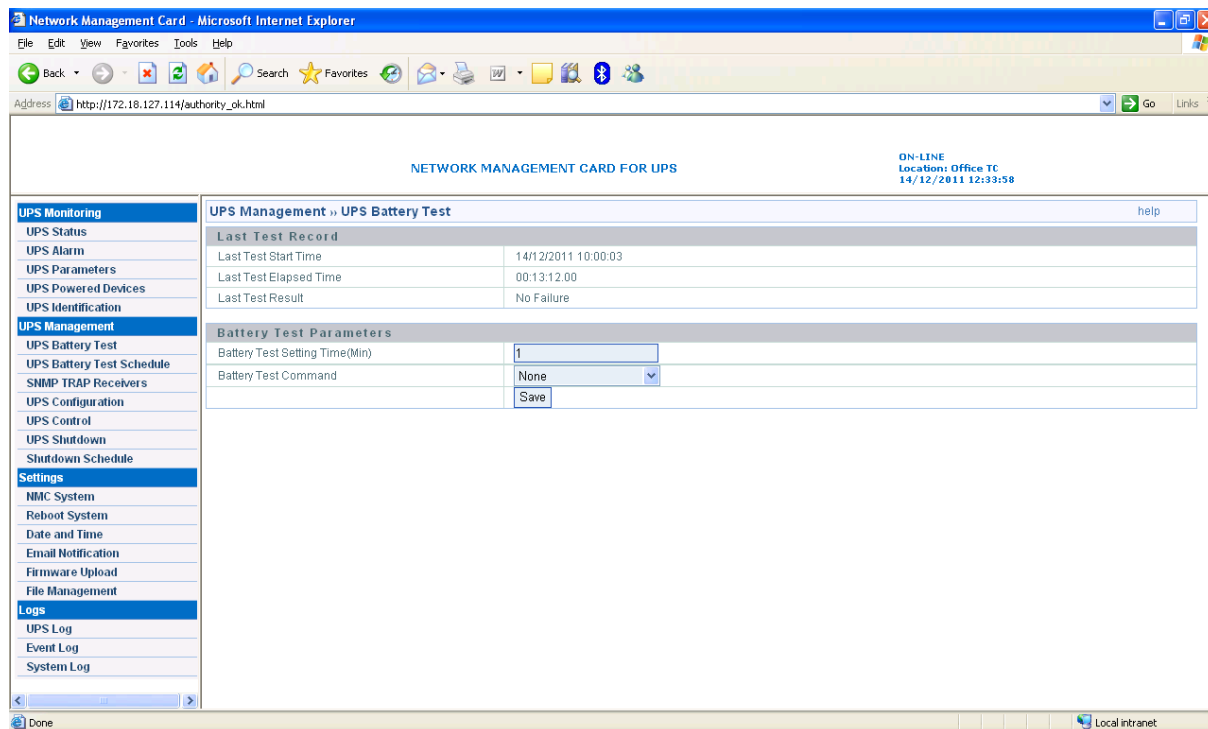 Network Management Card - Microsoft Internet Explorer
File Edit View Favorites Tools Help
Back Search Favorites
Address http://172.18.127.114/authority_ok.html Go Links
NETWORK MANAGEMENT CARD FOR UPS
ON-LINE
Location: Office TC
14/12/2011 12:33:58
UPS Monitoring
UPS Status
UPS Alarm
UPS Parameters
UPS Powered Devices
UPS Identification
UPS Management
UPS Battery Test
UPS Battery Test Schedule
SNMP TRAP Receivers
UPS Configuration
UPS Control
UPS Shutdown
Shutdown Schedule
Settings
NMC System
Reboot System
Date and Time
Email Notification
Firmware Upload
File Management
Logs
UPS Log
Event Log
System Log
UPS Management » UPS Battery Test help
Last Test Record
Last Test Start Time 14/12/2011 10:00:03
Last Test Elapsed Time 00:13:12.00
Last Test Result No Failure
Battery Test Parameters
Battery Test Setting Time(Min) 1
Battery Test Command None
Save
Done Local intranet